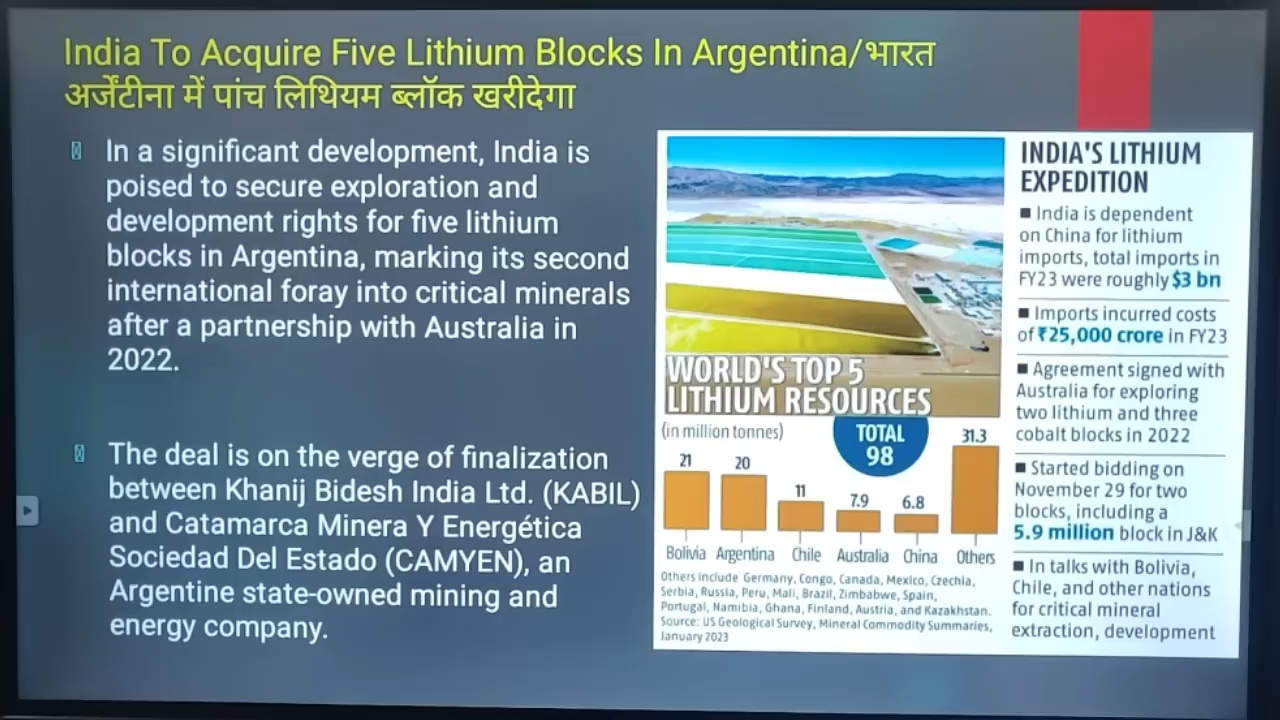 India To Acquire Five Lithium Blocks In Argentina/भारत
अर्जेंटीना में पांच लिथियम ब्लॉक खरीदेगा
In a significant development, India is
poised to secure exploration and
development rights for five lithium
blocks in Argentina, marking its second
international foray into critical minerals
after a partnership with Australia in
2022.
The deal is on the verge of finalization
between Khanij Bidesh India Ltd. (KABIL)
and Catamarca Minera Y Energética
Sociedad Del Estado (CAMYEN), an
Argentine state-owned mining and
energy company.
WORLD'S TOP 5
LITHIUM RESOURCES
(in million tonnes)
TOTAL
98
21
20
11
7.9
6.8
31.3
Bolivia
Argentina
Chile
Australia
China
Others
Others include Germany, Congo, Canada, Mexico, Czechia,
Serbia, Russia, Peru, Mali, Brazil, Zimbabwe, Spain,
Portugal, Namibia, Ghana, Finland, Austria, and Kazakhstan.
Source: US Geological Survey, Mineral Commodity Summaries,
January 2023
INDIA'S LITHIUM
EXPEDITION
■ India is dependent
on China for lithium
imports, total imports in
FY23 were roughly $3 bn
■ Imports incurred costs
of ₹25,000 crore in FY23
■ Agreement signed with
Australia for exploring
two lithium and three
cobalt blocks in 2022
■ Started bidding on
November 29 for two
blocks, including a
5.9 million block in J&K
■ In talks with Bolivia,
Chile, and other nations
for critical mineral
extraction, development